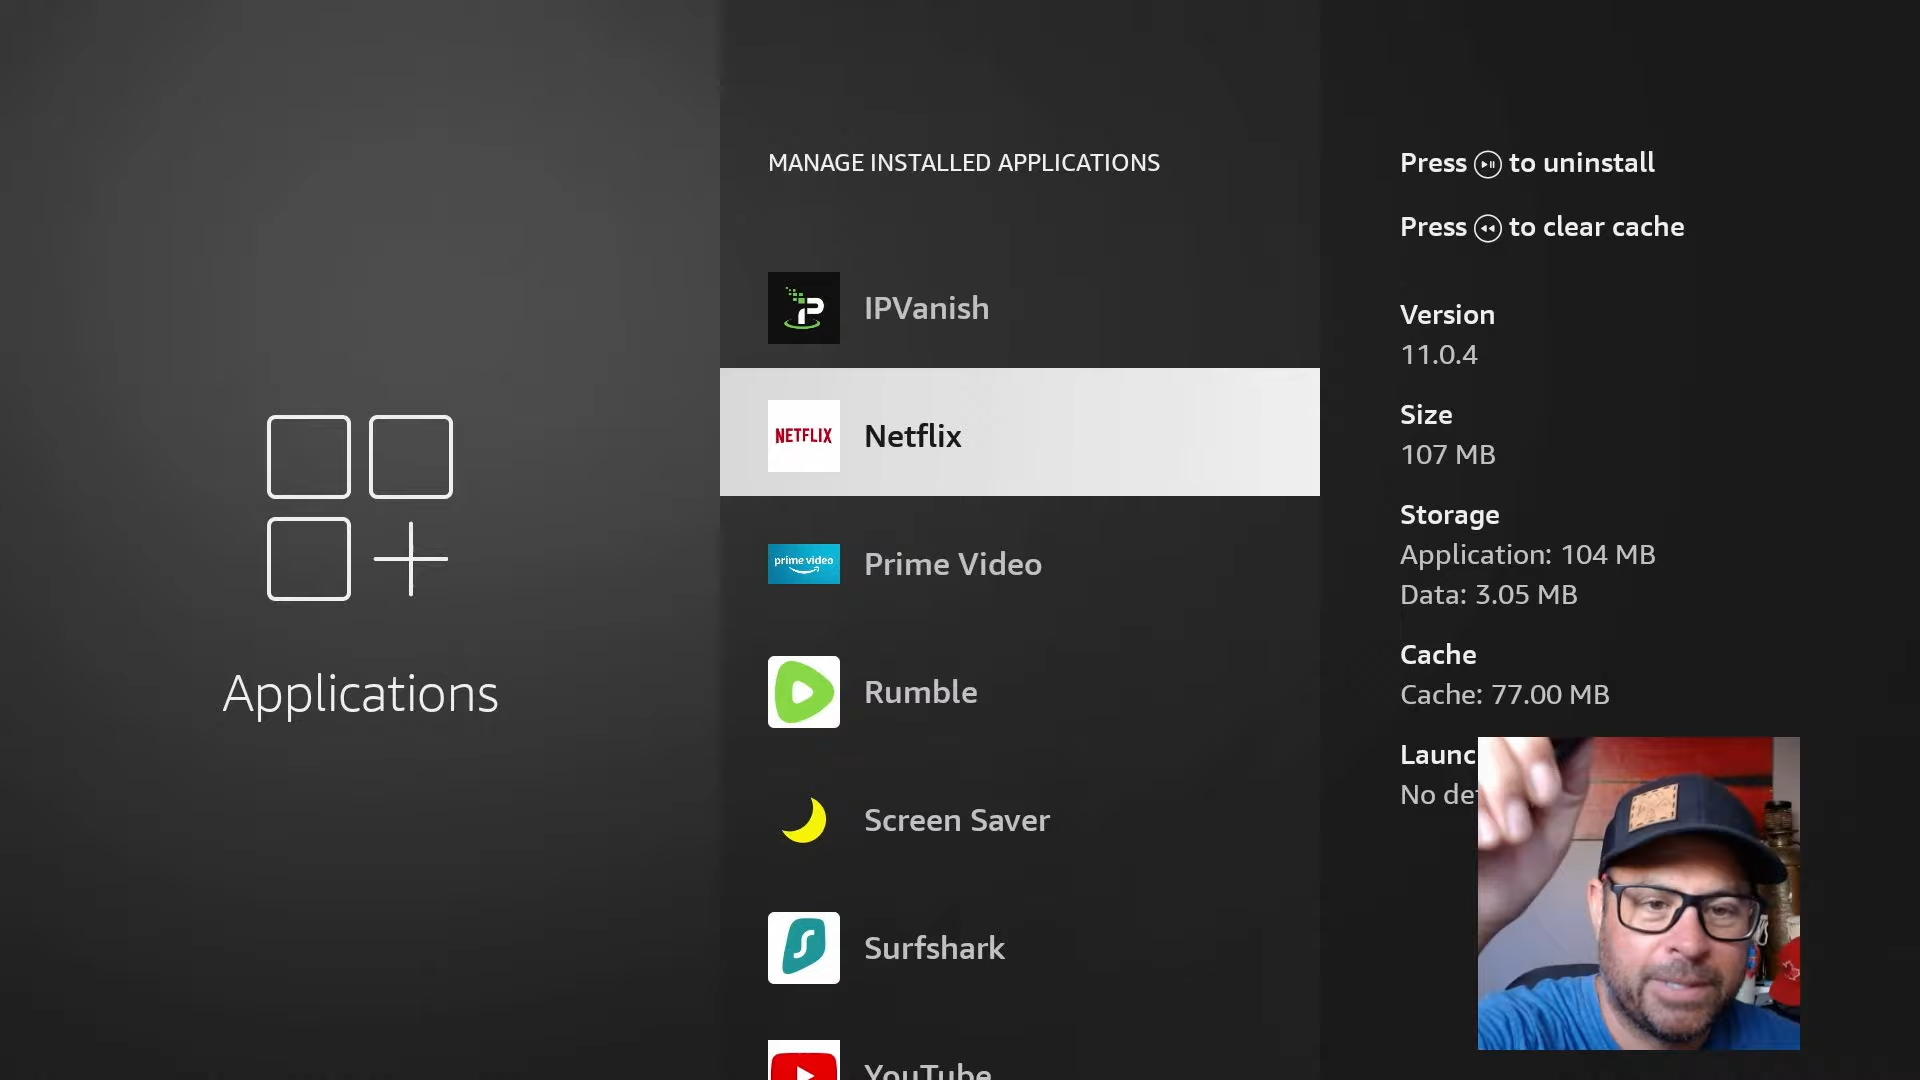 Applications
MANAGE INSTALLED APPLICATIONS
IPVanish
NETFLIX
Netflix
prime video
Prime Video
Rumble
Screen Saver
Surfshark
YouTube
Press to uninstall
Press to clear cache
Version
11.0.4
Size
107 MB
Storage
Application: 104 MB
Data: 3.05 MB
Cache
Cache: 77.00 MB
Launc
No def